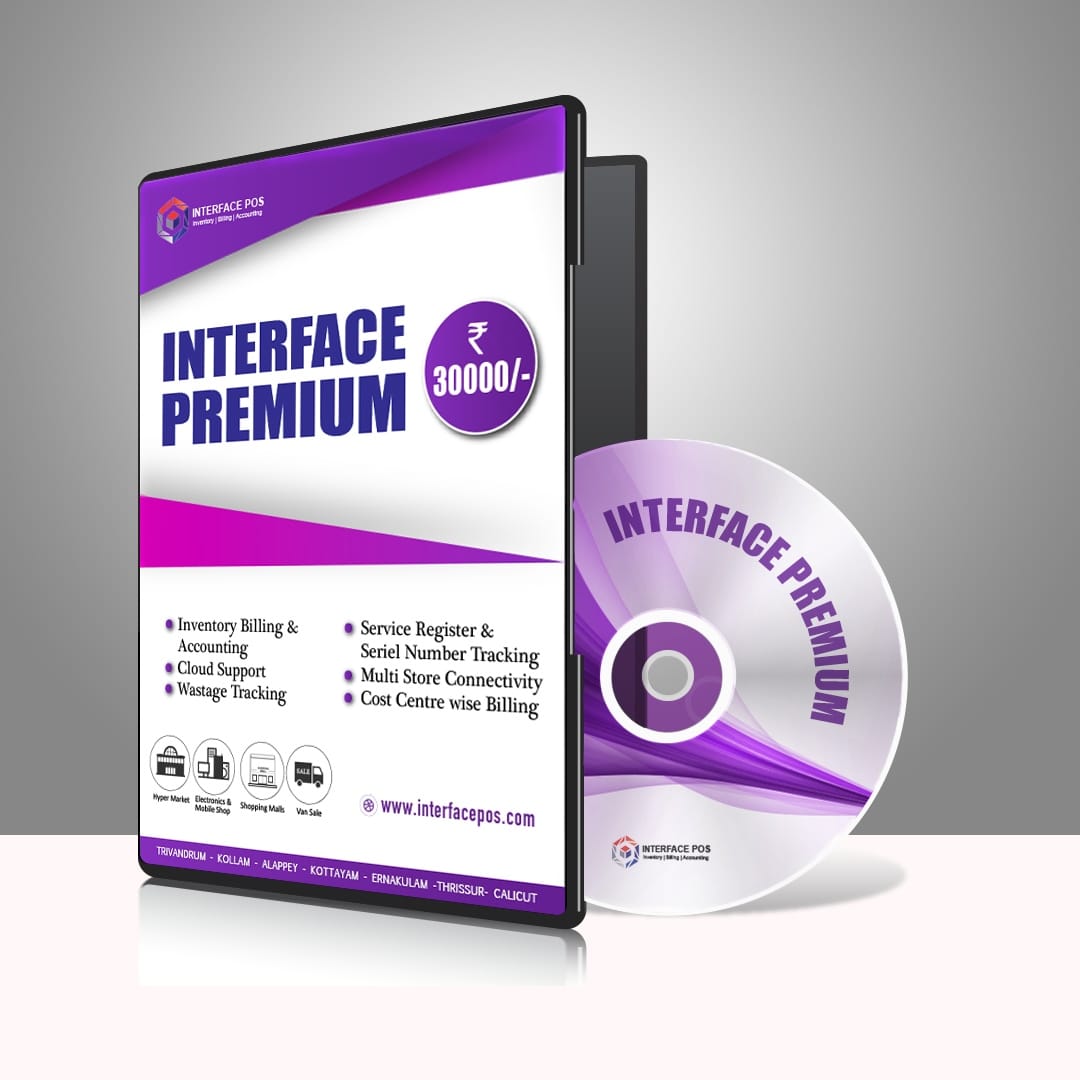 INTERFACE POS
Inventory | Billing | Accounting
INTERFACE
PREMIUM
₹
30000/-
Inventory Billing &
Accounting
Cloud Support
Wastage Tracking
Service Register &
Seriel Number Tracking
Multi Store Connectivity
Cost Centre wise Billing
Hyper Market
Electronics &
Mobile Shop
Shopping Malls
SALE
Van Sale
www.interfacepos.com
TRIVANDRUM - KOLLAM - ALAPPEY - KOTTAYAM - ERNAKULAM -THRISSUR- CALICUT
INTERFACE PREMIUM
INTERFACE POS
Inventory | Billing | Accounting